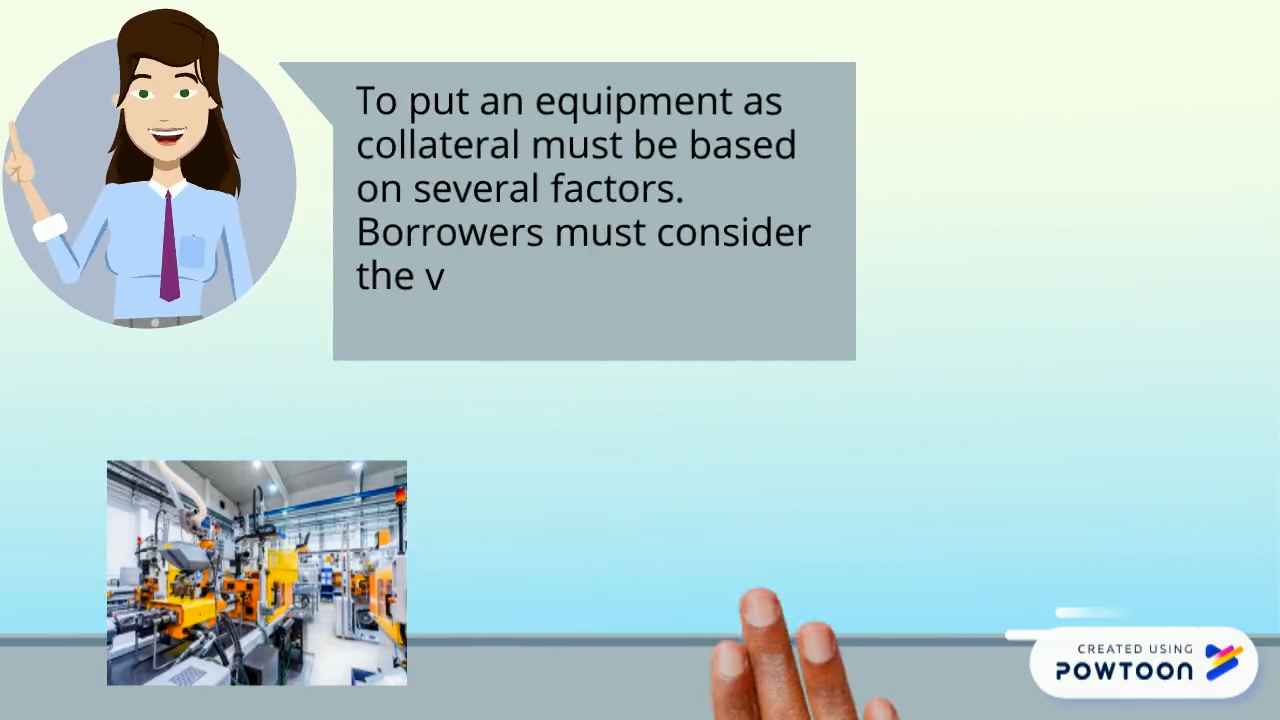 To put an equipment as
collateral must be based
on several factors.
Borrowers must consider
the v
CREATED USING
POWTOON